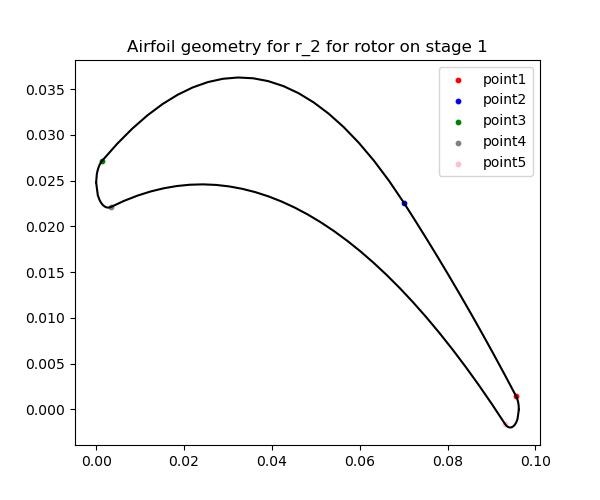 Airfoil geometry for r_2 for rotor on stage 1
point1
point2
point3
point4
point5
0.035
0.030
0.025
0.020
0.015
0.010
0.005
0.000
0.00 0.02 0.04 0.06 0.08 0.10